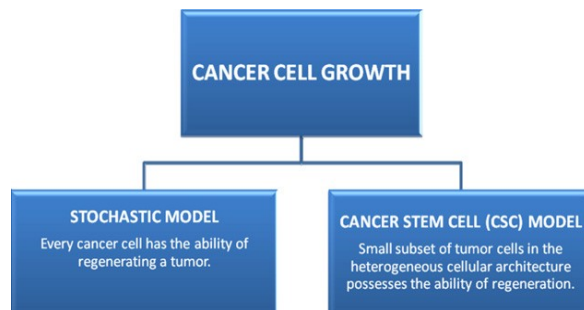 CANCER CELL GROWTH
STOCHASTIC MODEL
Every cancer cell has the ability of
regenerating a tumor.
CANCER STEM CELL (CSC) MODEL
Small subset of tumor cells in the
heterogeneous cellular architecture
possesses the ability of regeneration.